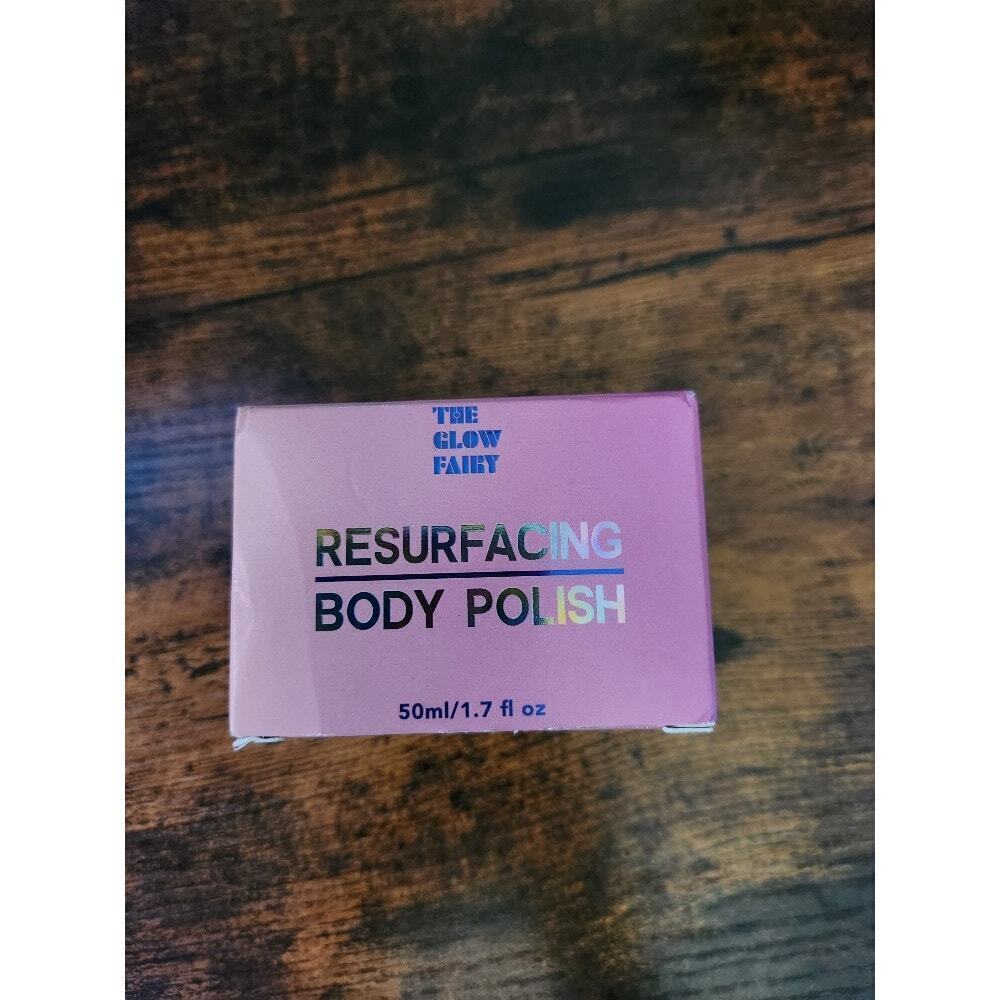 THE
GLOW
FAIRY
RESURFACING
BODY POLISH
50ml/1.7 fl oz